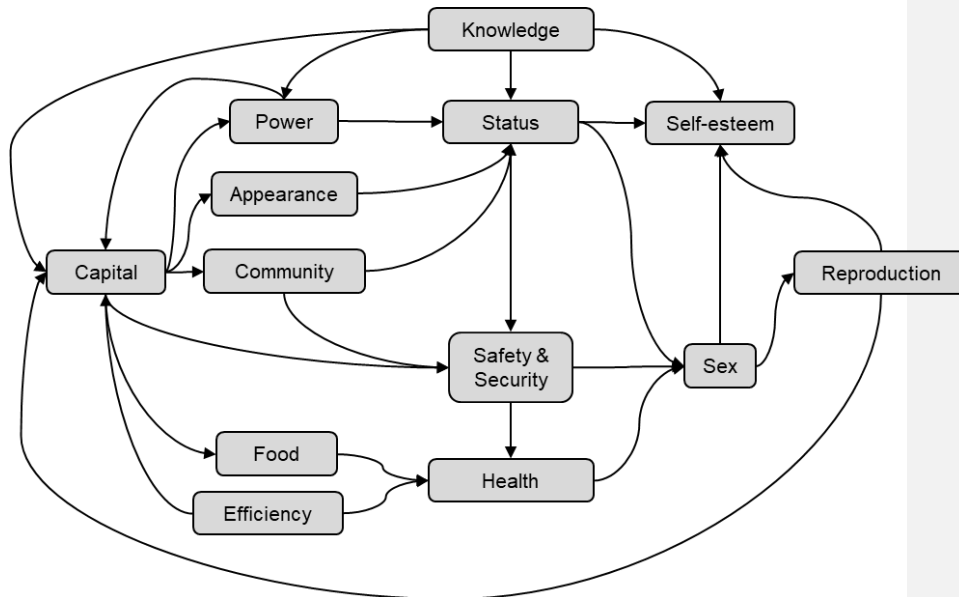 Knowledge
Power
Status
Self-esteem
Appearance
Capital
Community
Reproduction
Safety &
Security
Sex
Food
Health
Efficiency